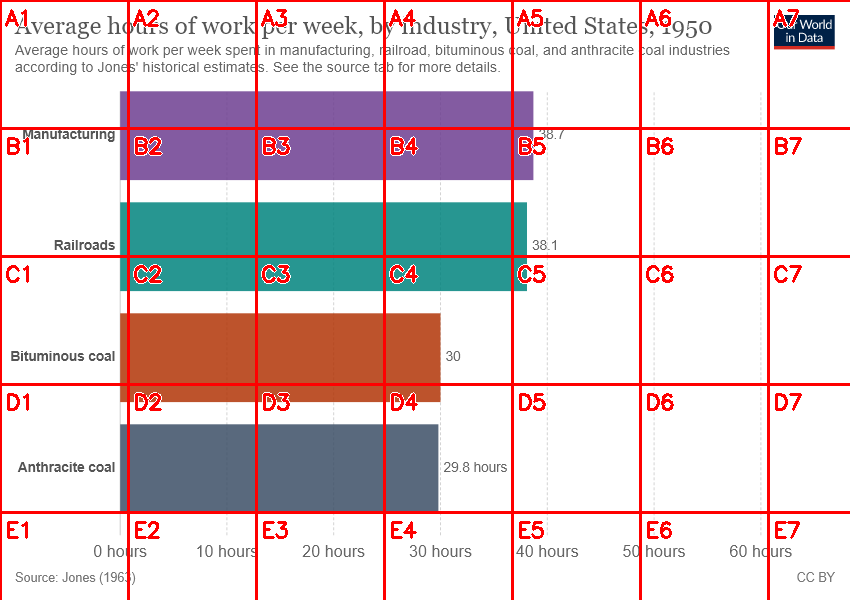 Average hours of work per week, by industry, United States, 1950
Our World
in Data
Average hours of work per week spent in manufacturing, railroad, bituminous coal, and anthracite coal industries
according to Jones' historical estimates. See the source tab for more details.
A1 A2 A3 A4 A5 A6 A7
Manufacturing 38.7
B1 B2 B3 B4 B5 B6 B7
Railroads 38.1
C1 C2 C3 C4 C5 C6 C7
Bituminous coal 30
D1 D2 D3 D4 D5 D6 D7
Anthracite coal 29.8 hours
E1 E2 E3 E4 E5 E6 E7
0 hours 10 hours 20 hours 30 hours 40 hours 50 hours 60 hours
Source: Jones (1963) CC BY